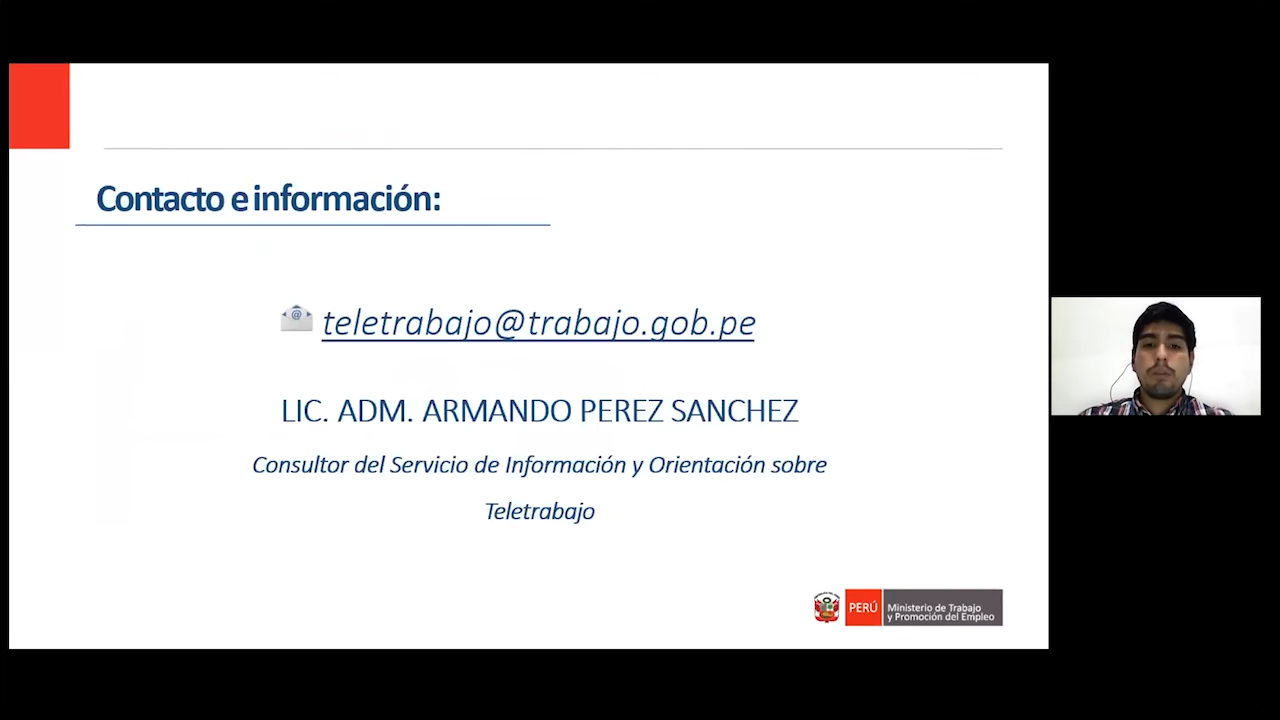 Contacto e información:
teletrabajo@trabajo.gob.pe
LIC. ADM. ARMANDO PEREZ SANCHEZ
Consultor del Servicio de Información y Orientación sobre
Teletrabajo
PERÚ
Ministerio de Trabajo
y Promoción del Empleo